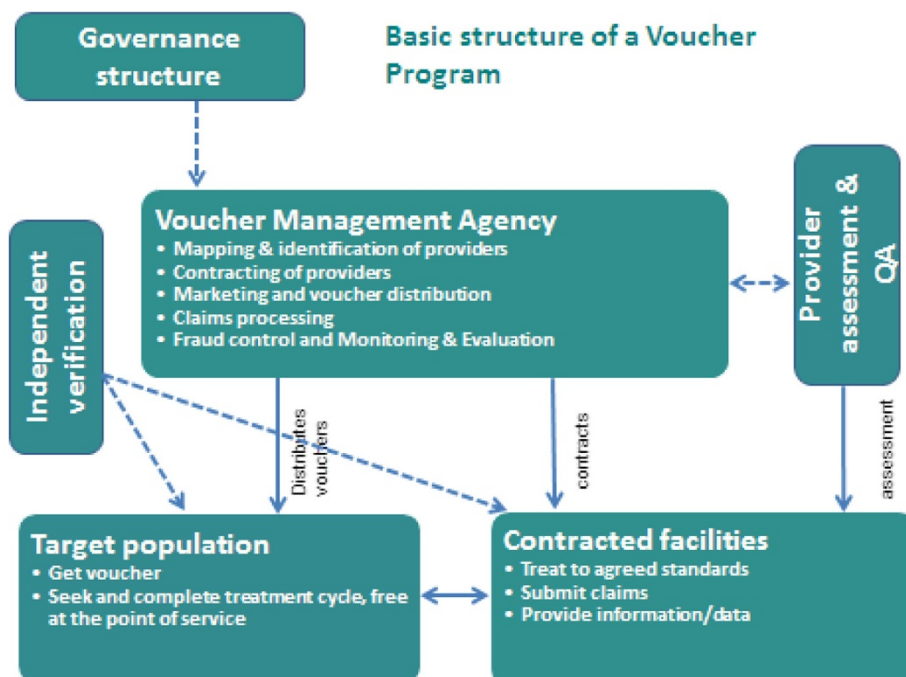 Governance
structure
Basic structure of a Voucher
Program
Voucher Management Agency
• Mapping & identification of providers
• Contracting of providers
• Marketing and voucher distribution
• Claims processing
• Fraud control and Monitoring & Evaluation
Independent
verification
Provider
assessment &
QA
Distributes
vouchers
contracts
assessment
Target population
• Get voucher
• Seek and complete treatment cycle, free
at the point of service
Contracted facilities
• Treat to agreed standards
• Submit claims
• Provide information/data